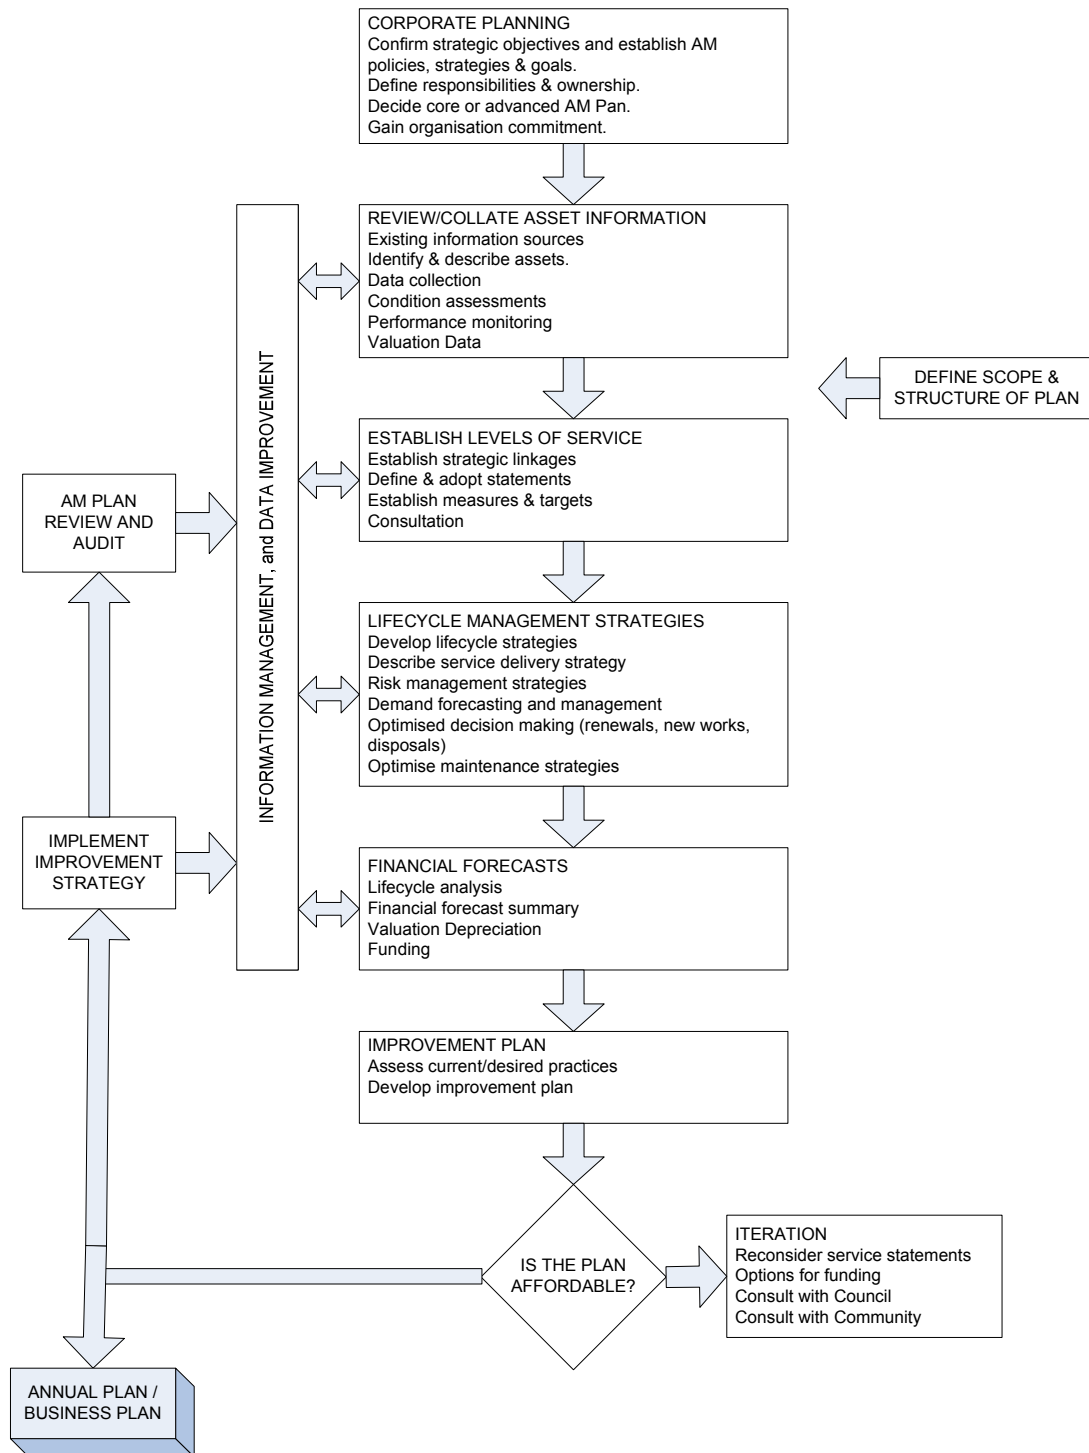 CORPORATE PLANNING
Confirm strategic objectives and establish AM
policies, strategies & goals.
Define responsibilities & ownership.
Decide core or advanced AM Pan.
Gain organisation commitment.
REVIEW/COLLATE ASSET INFORMATION
Existing information sources
Identify & describe assets.
Data collection
Condition assessments
Performance monitoring
Valuation Data
DEFINE SCOPE &
STRUCTURE OF PLAN
INFORMATION MANAGEMENT, and DATA IMPROVEMENT
ESTABLISH LEVELS OF SERVICE
Establish strategic linkages
Define & adopt statements
Establish measures & targets
Consultation
AM PLAN
REVIEW AND
AUDIT
LIFECYCLE MANAGEMENT STRATEGIES
Develop lifecycle strategies
Describe service delivery strategy
Risk management strategies
Demand forecasting and management
Optimised decision making (renewals, new works,
disposals)
Optimise maintenance strategies
IMPLEMENT
IMPROVEMENT
STRATEGY
FINANCIAL FORECASTS
Lifecycle analysis
Financial forecast summary
Valuation Depreciation
Funding
IMPROVEMENT PLAN
Assess current/desired practices
Develop improvement plan
IS THE PLAN
AFFORDABLE?
ITERATION
Reconsider service statements
Options for funding
Consult with Council
Consult with Community
ANNUAL PLAN /
BUSINESS PLAN